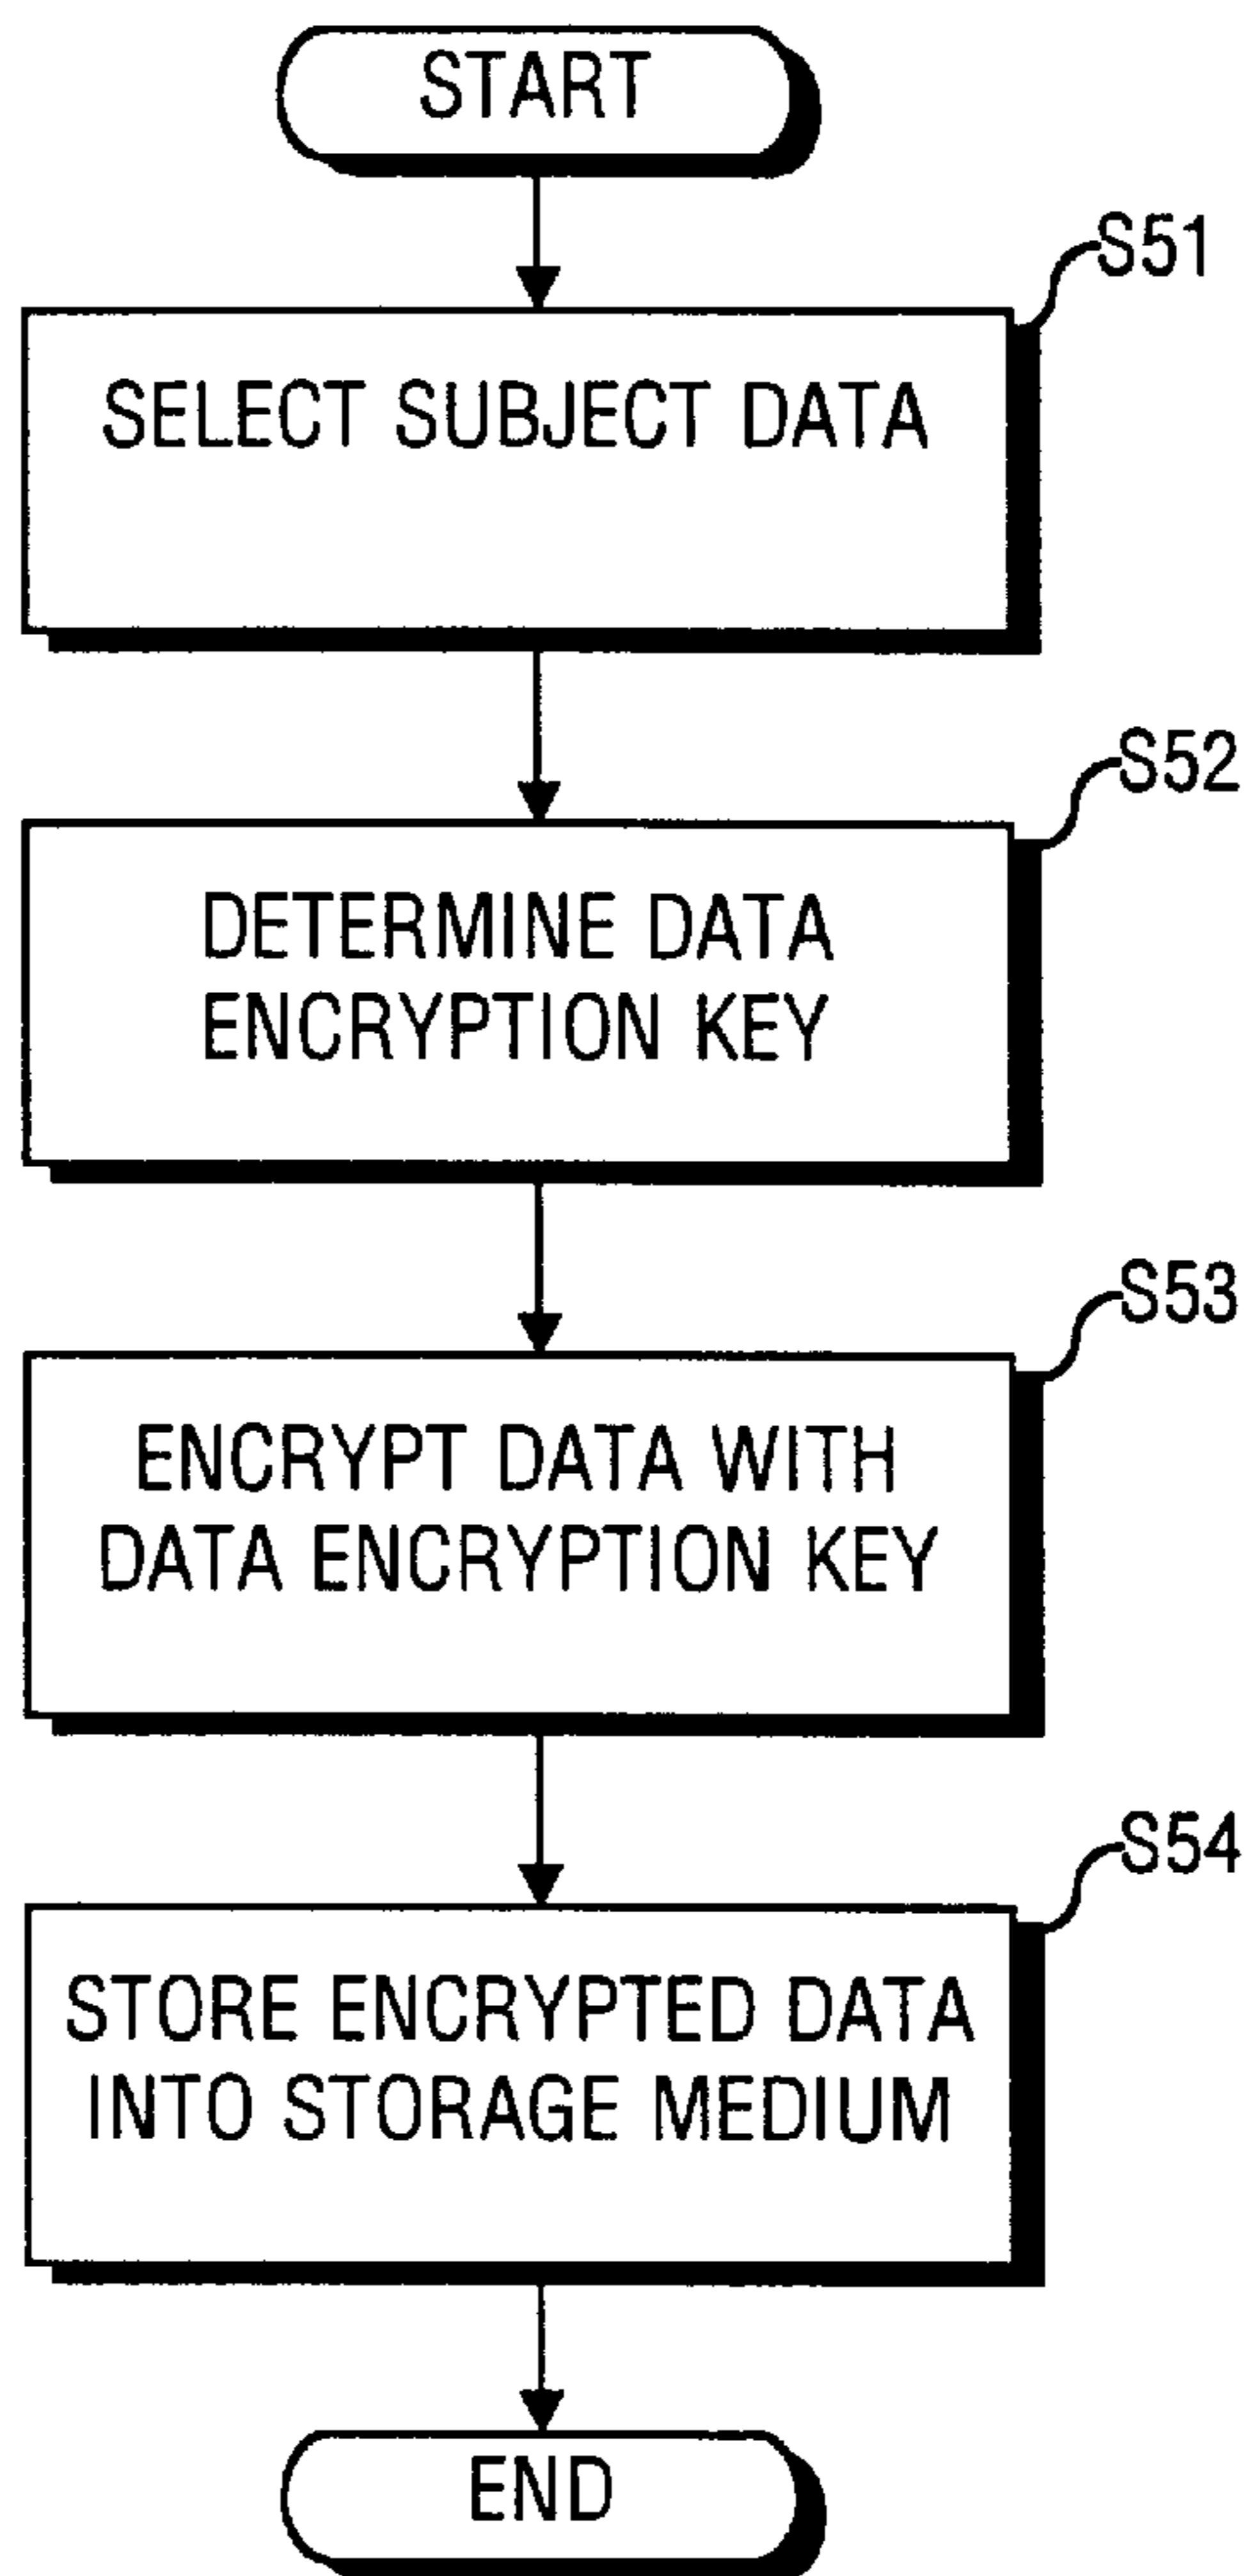 START
S51
SELECT SUBJECT DATA
S52
DETERMINE DATA
ENCRYPTION KEY
S53
ENCRYPT DATA WITH
DATA ENCRYPTION KEY
S54
STORE ENCRYPTED DATA
INTO STORAGE MEDIUM
END